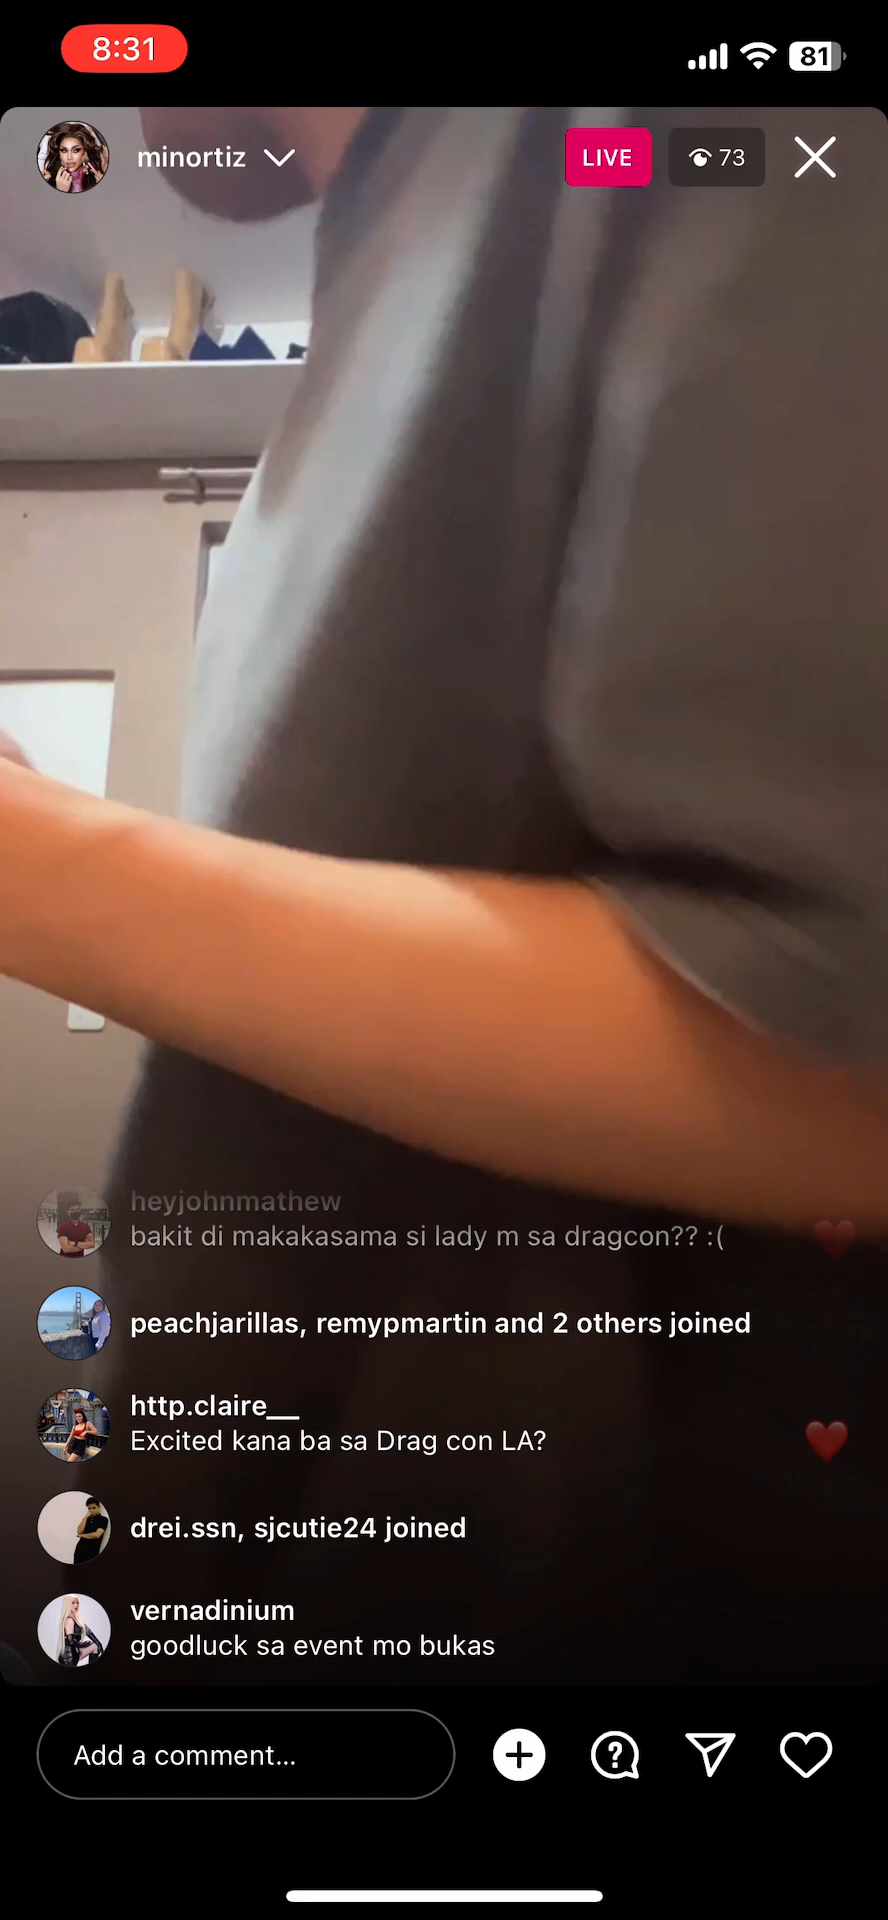 8:31
81
minortiz
LIVE
73
heyjohnmathew
bakit di makakasama si lady m sa dragcon?? :(
peachjarillas, remypmartin and 2 others joined
http.claire__
Excited kana ba sa Drag con LA?
drei.ssn, sjcutie24 joined
vernadinium
goodluck sa event mo bukas
Add a comment...